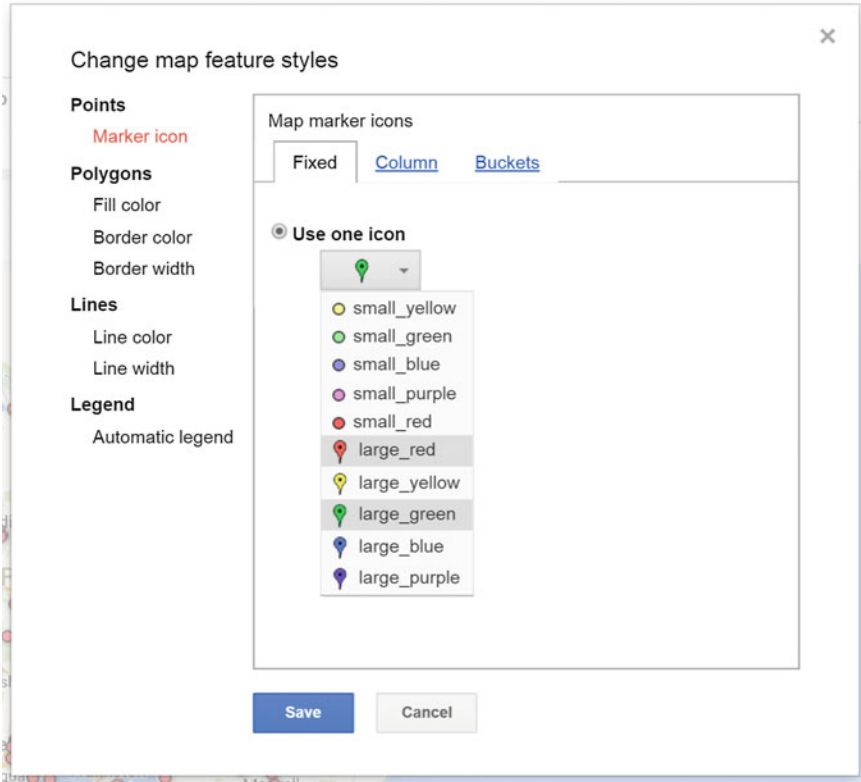 Change map feature styles
Points
Marker icon
Polygons
Fill color
Border color
Border width
Lines
Line color
Line width
Legend
Automatic legend
Map marker icons
Fixed Column Buckets
Use one icon
small_yellow
small_green
small_blue
small_purple
small_red
large_red
large_yellow
large_green
large_blue
large_purple
Save Cancel